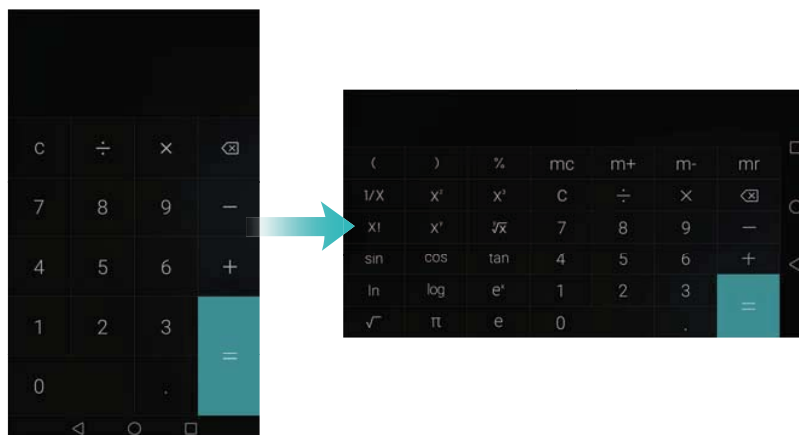 C ÷ ×
7 8 9 −
4 5 6 +
1 2 3
=
0 .
( ) % mc m+ m- mr
1/X X² X³ C ÷ ×
X! Xʸ ʸ√x 7 8 9 −
sin cos tan 4 5 6 +
ln log eˣ 1 2 3
=
√ π e 0 .